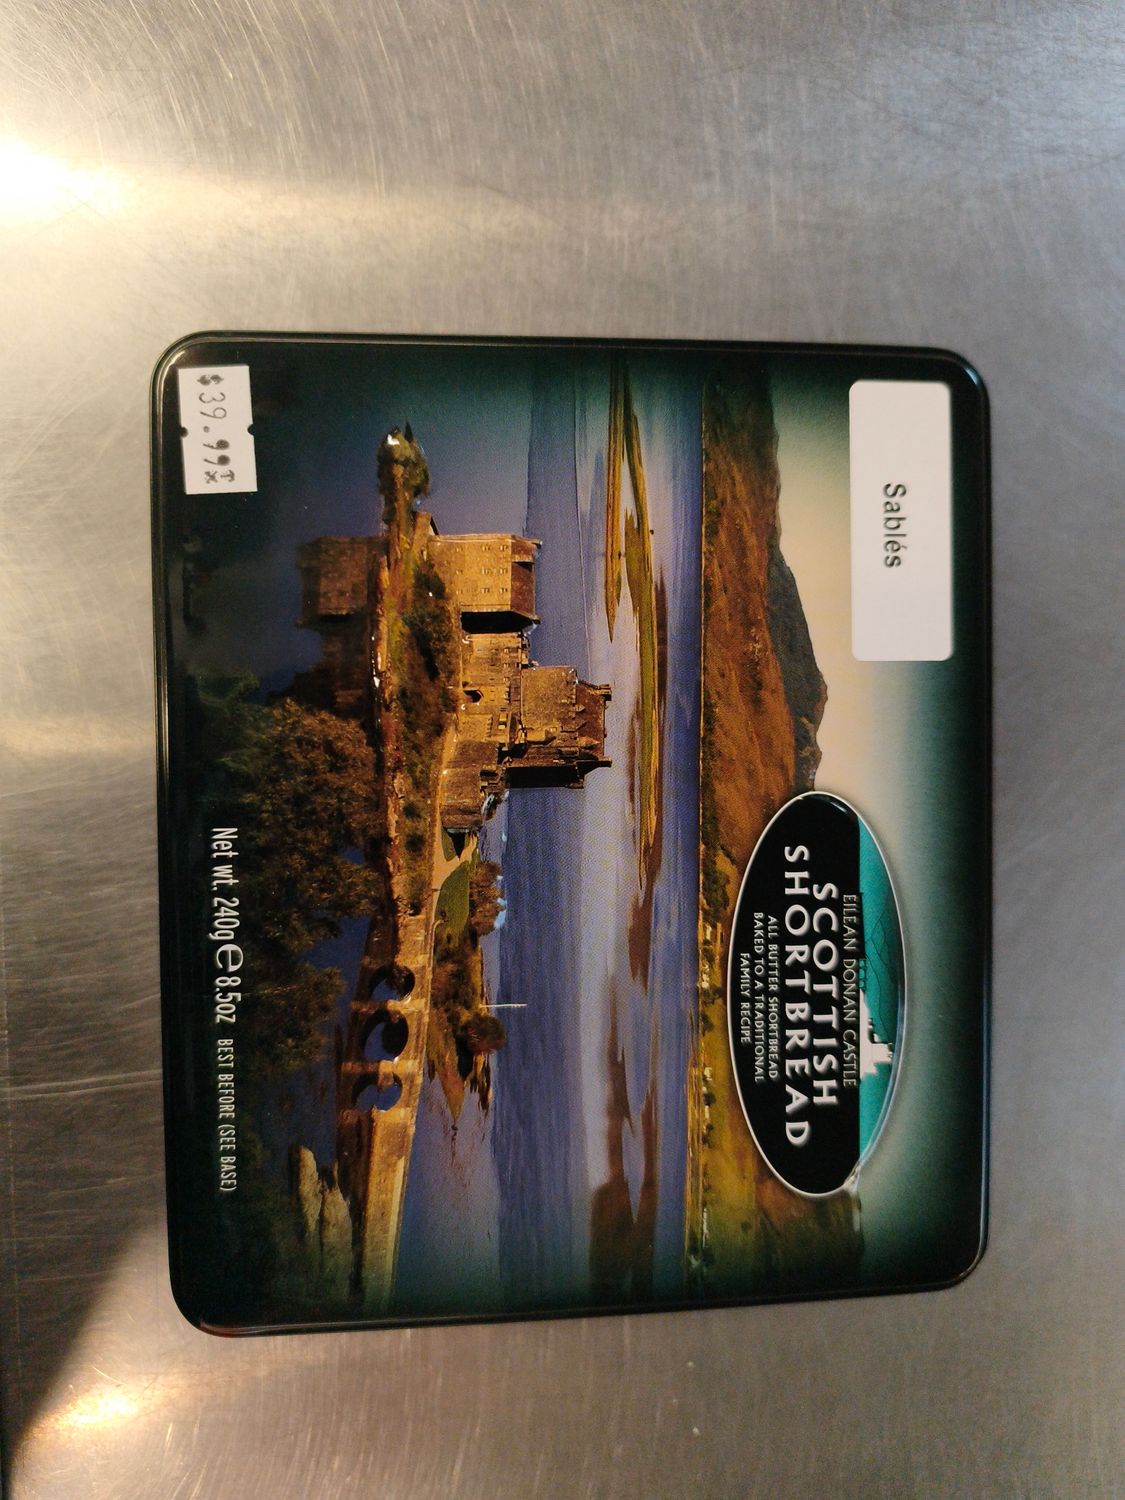 Sablés
EILEAN DONAN CASTLE
SCOTTISH
SHORTBREAD
ALL BUTTER SHORTBREAD
BAKED TO A TRADITIONAL
FAMILY RECIPE
$39.99
Net wt. 240g ℮ 8.5oz BEST BEFORE (SEE BASE)